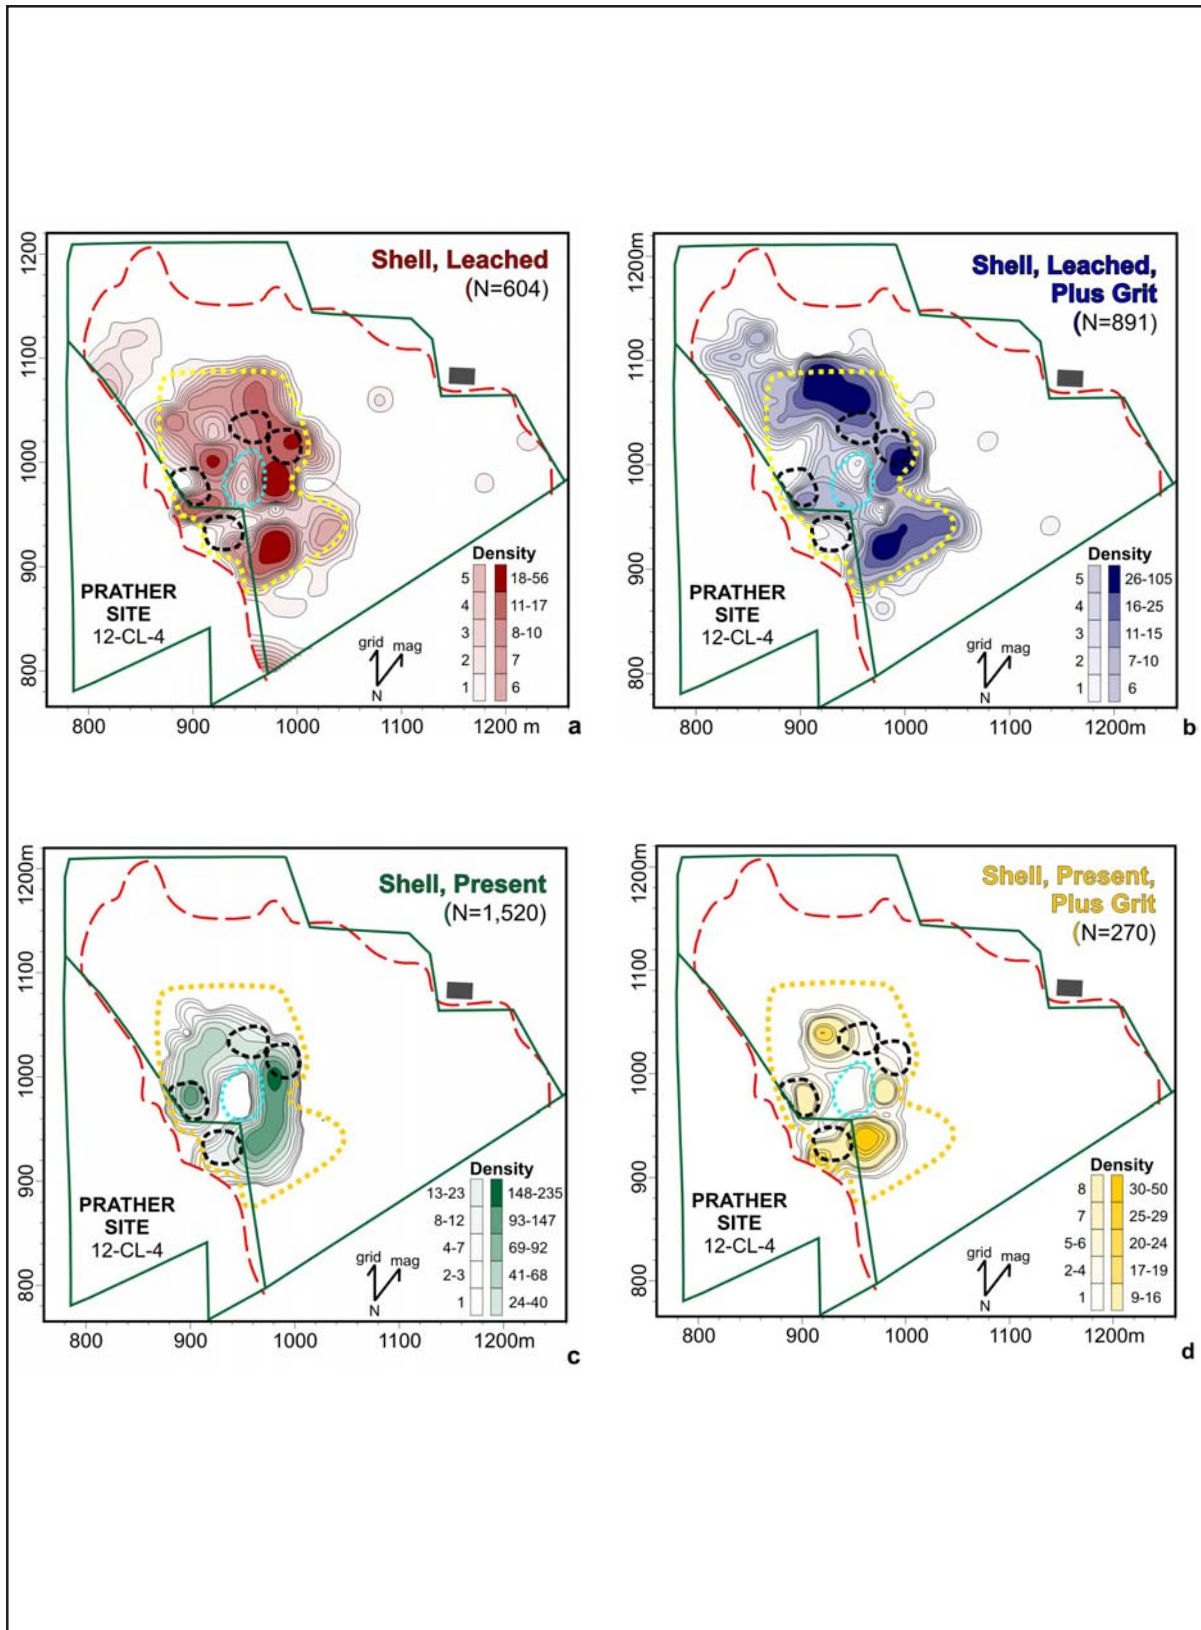 Shell, Leached
(N=604)
1200
1100
1000
900
800
PRATHER
SITE
12-CL-4
grid mag
N
Density
5 18-56
4 11-17
3 8-10
2 7
1 6
800 900 1000 1100 1200 m
a
Shell, Leached,
Plus Grit
(N=891)
1200m
1100
1000
900
800
PRATHER
SITE
12-CL-4
grid mag
N
Density
5 26-105
4 16-25
3 11-15
2 7-10
1 6
800 900 1000 1100 1200 m
b
Shell, Present
(N=1,520)
1200m
1100
1000
900
800
PRATHER
SITE
12-CL-4
grid mag
N
Density
13-23 148-235
8-12 93-147
4-7 69-92
2-3 41-68
1 24-40
800 900 1000 1100 1200m
c
Shell, Present,
Plus Grit
(N=270)
1200m
1100
1000
900
800
PRATHER
SITE
12-CL-4
grid mag
N
Density
8 30-50
7 25-29
5-6 20-24
2-4 17-19
1 9-16
800 900 1000 1100 1200m
d